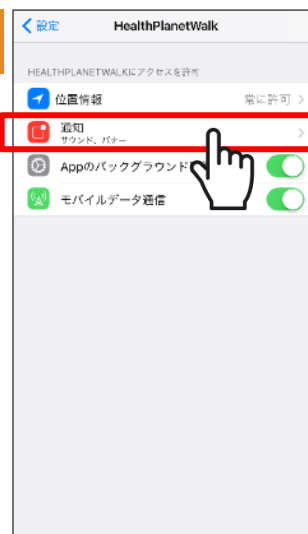 設定
HealthPlanetWalk
HEALTHPLANETWALKにアクセスを許可
位置情報
常に許可
通知
サウンド、バナー
Appのバックグラウンド
モバイルデータ通信